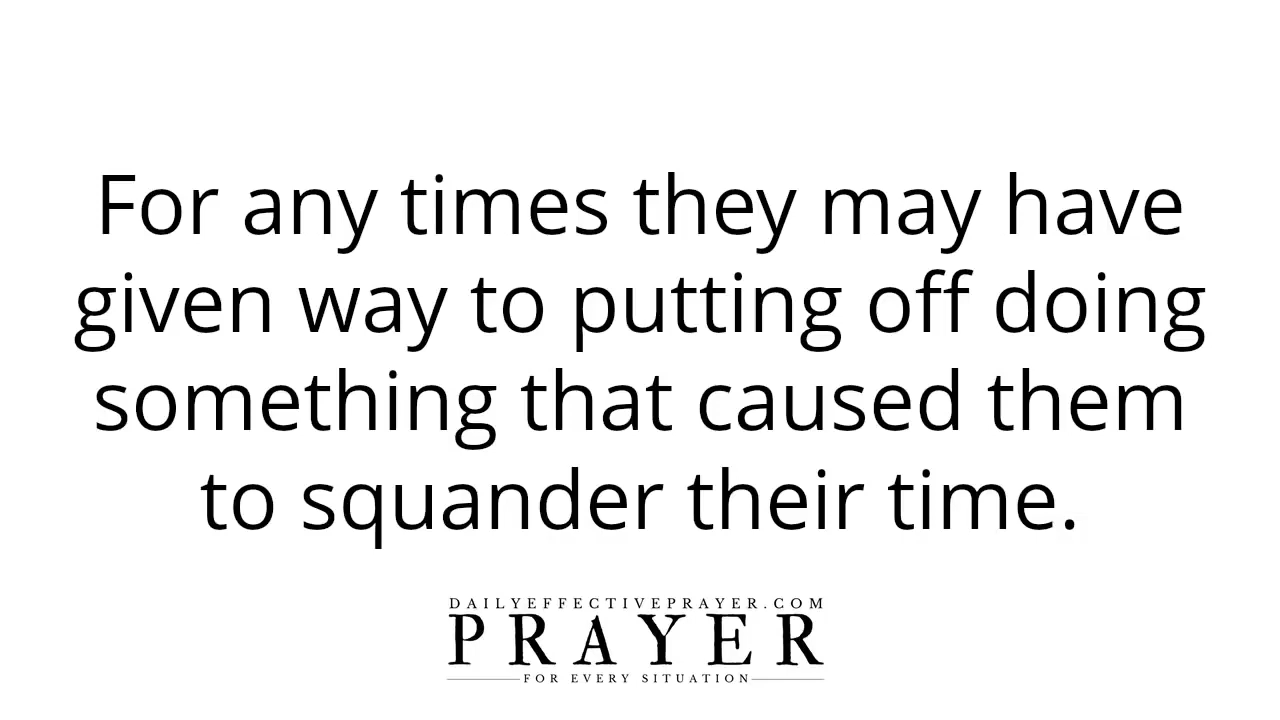 For any times they may have
given way to putting off doing
something that caused them
to squander their time.
DAILYEFFECTIVEPRAYER.COM
PRAYER
FOR EVERY SITUATION